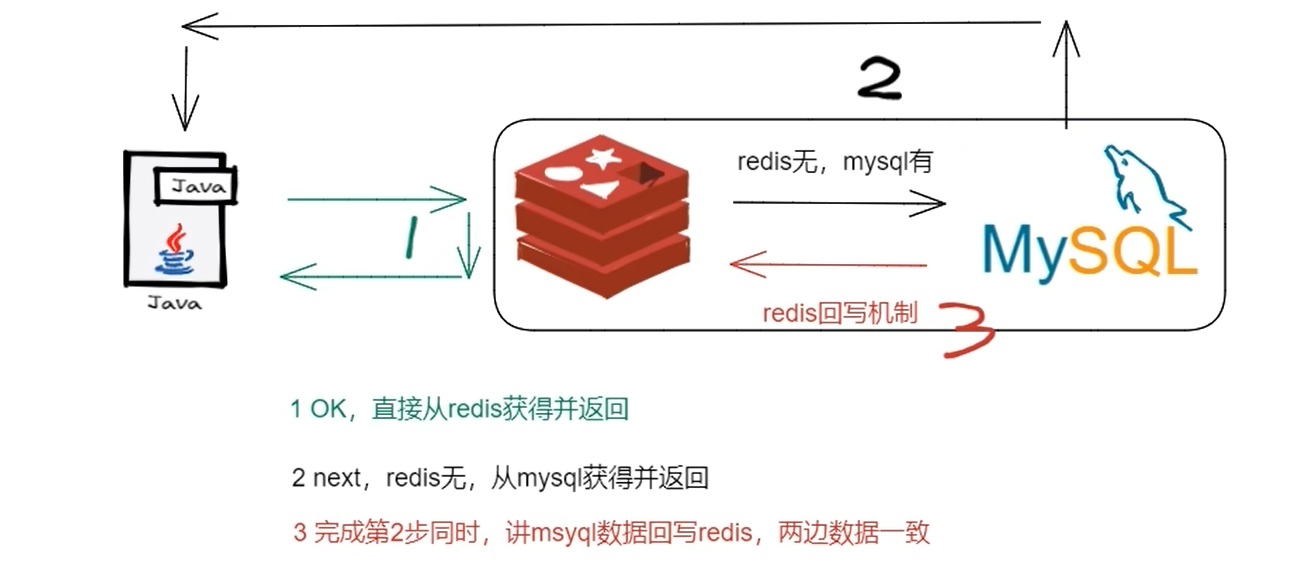 2
redis无，mysql有
Java
1
MySQL
Java
redis回写机制
3
1 OK，直接从redis获得并返回
2 next，redis无，从mysql获得并返回
3 完成第2步同时，讲msyql数据回写redis，两边数据一致